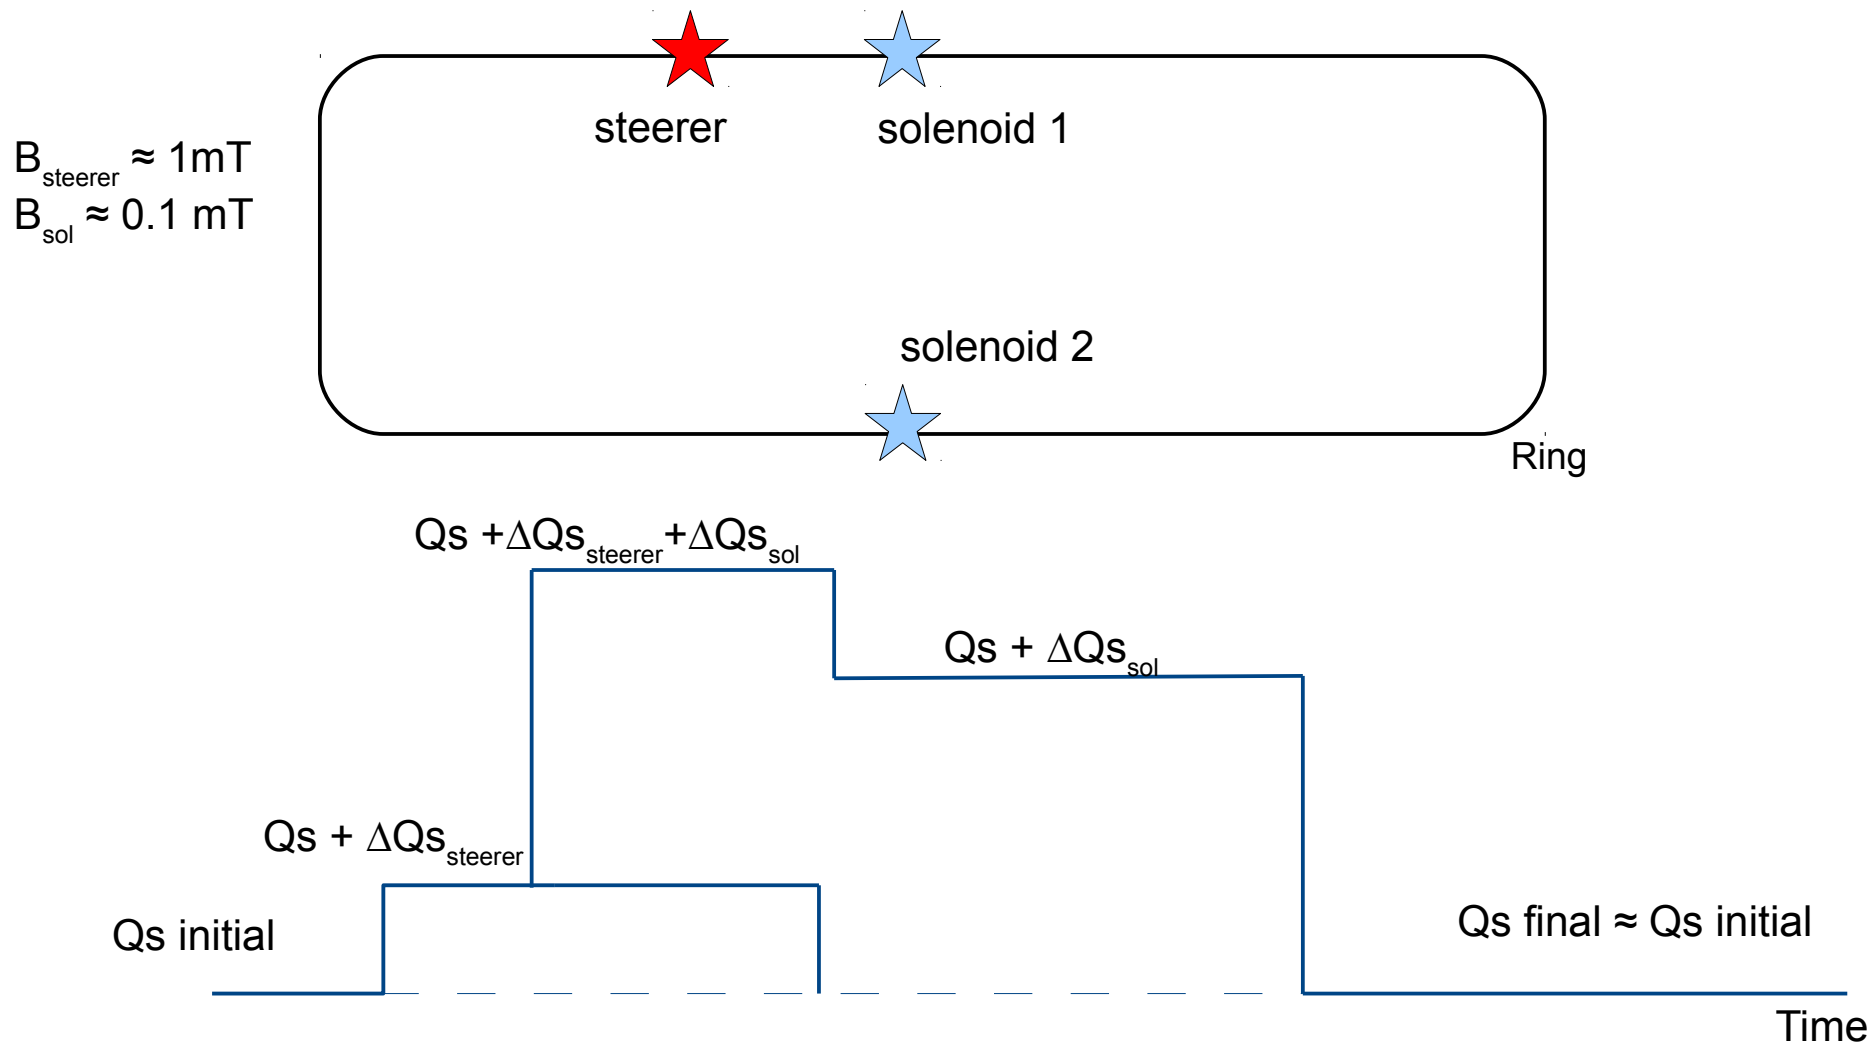 steerer
solenoid 1
B_steerer ≈ 1mT
B_sol ≈ 0.1 mT
solenoid 2
Ring
Qs +ΔQs_steerer+ΔQs_sol
Qs + ΔQs_sol
Qs + ΔQs_steerer
Qs initial
Qs final ≈ Qs initial
Time